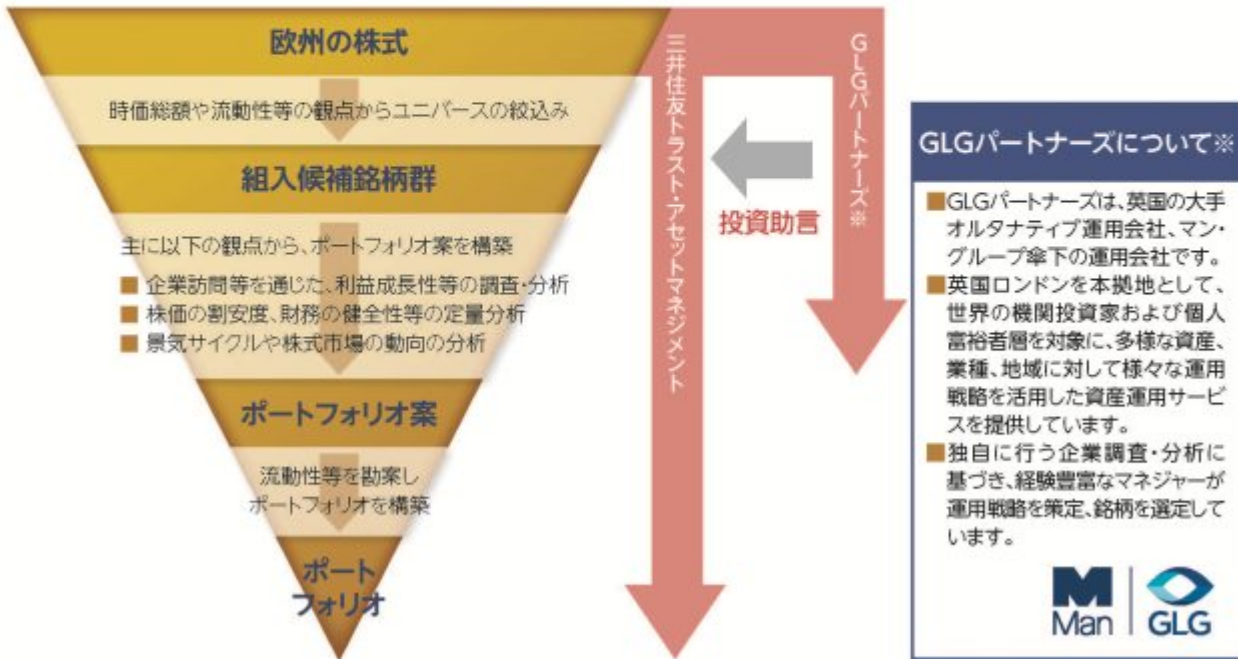 欧州の株式
時価総額や流動性等の観点からユニバースの絞込み
組入候補銘柄群
主に以下の観点から、ポートフォリオ案を構築
■ 企業訪問等を通じた、利益成長性等の調査・分析
■ 株価の割安度、財務の健全性等の定量分析
■ 景気サイクルや株式市場の動向の分析
ポートフォリオ案
流動性等を勘案し
ポートフォリオを構築
ポート
フォリオ
三井住友トラスト・アセットマネジメント
投資助言
GLGパートナーズ※
GLGパートナーズについて※
■GLGパートナーズは、英国の大手
オルタナティブ運用会社、マン・
グループ傘下の運用会社です。
■英国ロンドンを本拠地として、
世界の機関投資家および個人
富裕者層を対象に、多様な資産、
業種、地域に対して様々な運用
戦略を活用した資産運用サービ
スを提供しています。
■独自に行う企業調査・分析に
基づき、経験豊富なマネジャーが
運用戦略を策定、銘柄を選定して
います。
Man
GLG